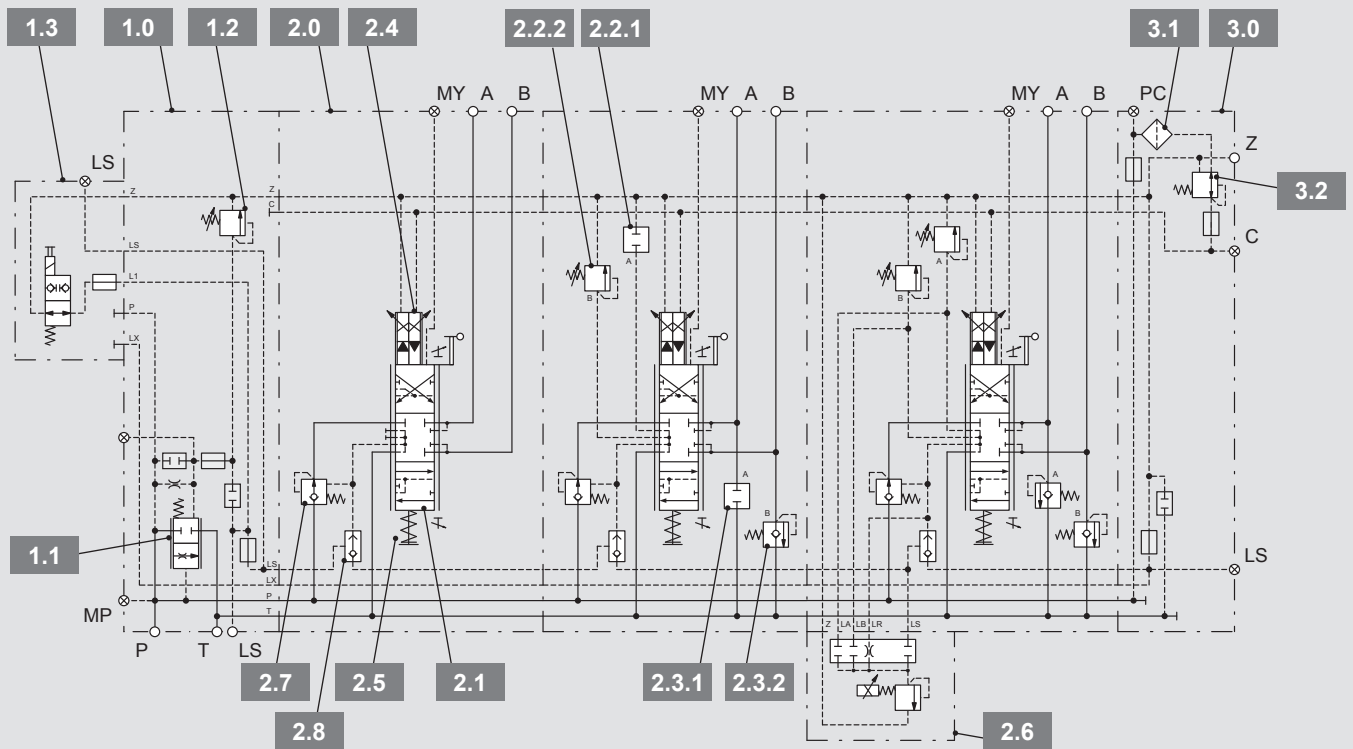 1.3 1.0 1.2 2.0 2.4 2.2.2 2.2.1 3.1 3.0
MY A B MY A B MY A B PC
LS Z
Z Z
C
LS C
L1 A
P B B A
LX
A A
B B
1.1
LS LS
LX
MP P
T
P T LS Z LA LB LR LS
2.7 2.5 2.1 2.3.1 2.3.2
2.8 2.6
3.2